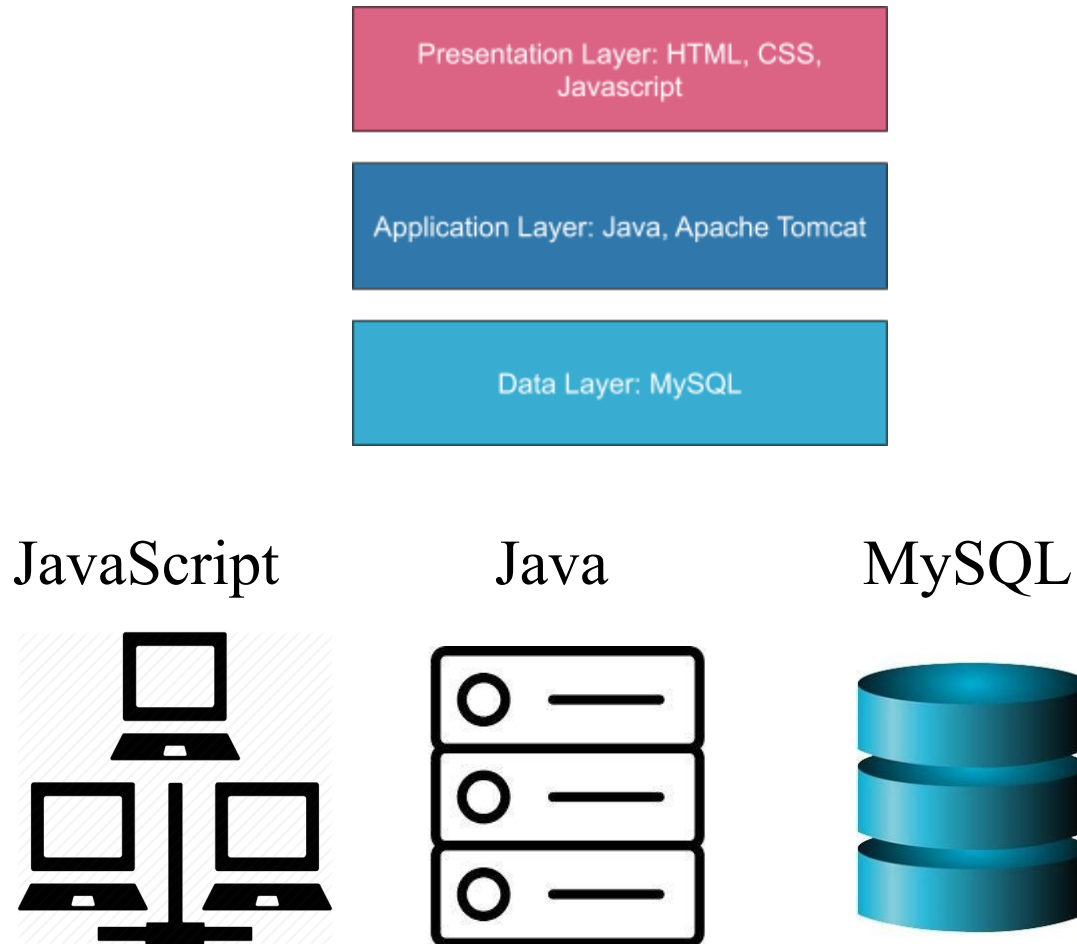 Presentation Layer: HTML, CSS,
Javascript
Application Layer: Java, Apache Tomcat
Data Layer: MySQL
JavaScript
Java
MySQL